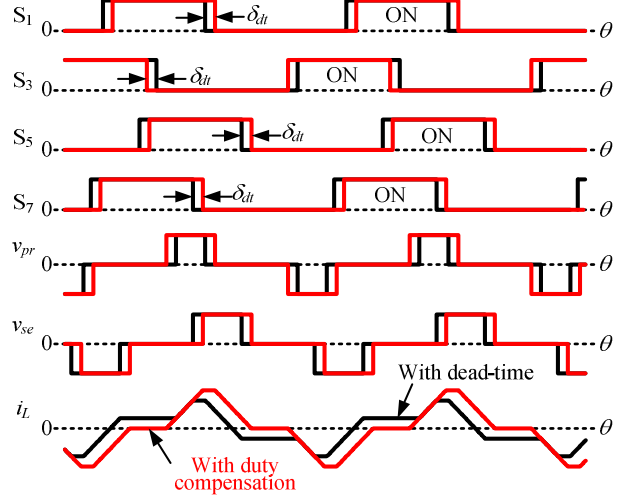 S₁ 0 δdt ON θ
S₃ 0 δdt ON θ
S₅ 0 δdt ON θ
S₇ 0 δdt ON θ
vpr 0 θ
vse 0 θ
With dead-time
iL 0 θ
With duty
compensation